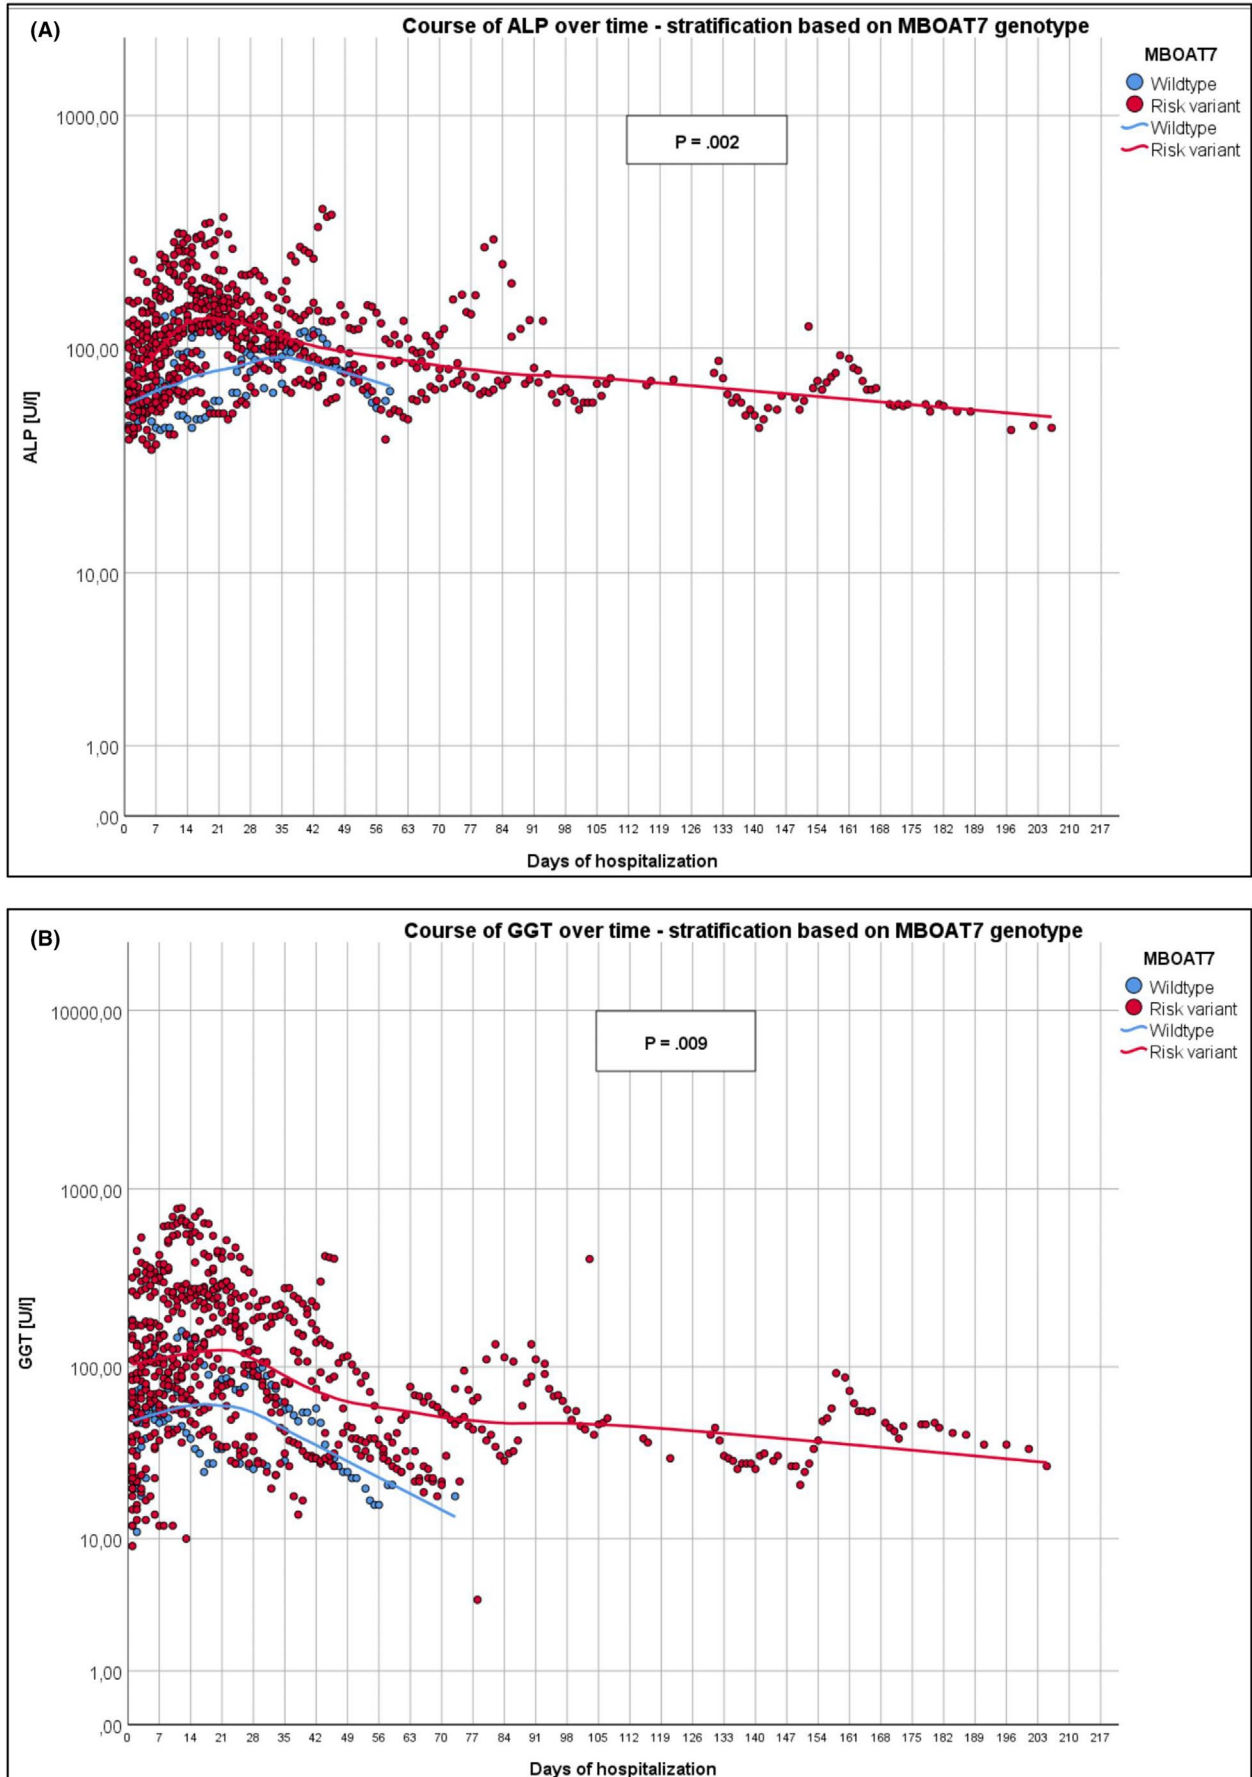 (A)
Course of ALP over time - stratification based on MBOAT7 genotype
MBOAT7
Wildtype
Risk variant
Wildtype
Risk variant
P = .002
1000,00
100,00
10,00
1,00
,00
ALP [U/l]
0 7 14 21 28 35 42 49 56 63 70 77 84 91 98 105 112 119 126 133 140 147 154 161 168 175 182 189 196 203 210 217
Days of hospitalization
(B)
Course of GGT over time - stratification based on MBOAT7 genotype
MBOAT7
Wildtype
Risk variant
Wildtype
Risk variant
P = .009
10000,00
1000,00
100,00
10,00
1,00
,00
GGT [U/l]
0 7 14 21 28 35 42 49 56 63 70 77 84 91 98 105 112 119 126 133 140 147 154 161 168 175 182 189 196 203 210 217
Days of hospitalization